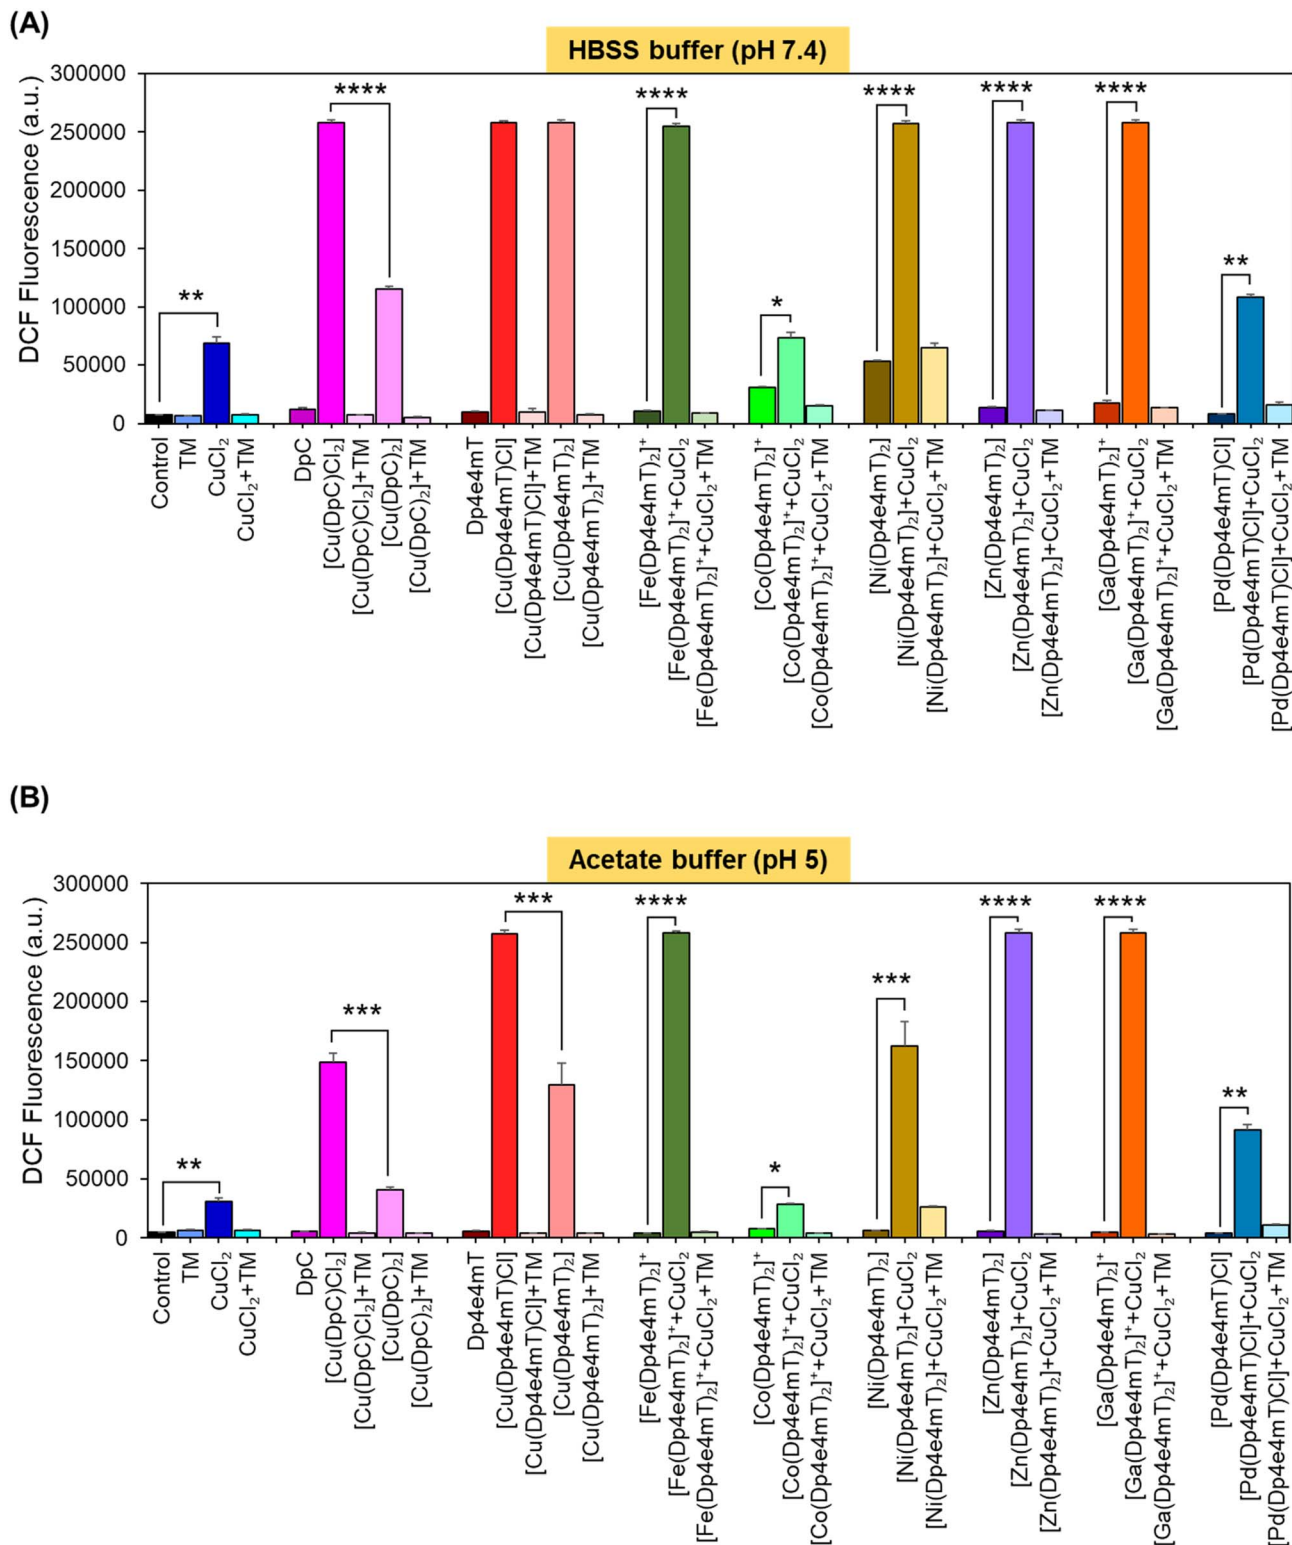 (A)
HBSS buffer (pH 7.4)
DCF Fluorescence (a.u.)
300000
250000
200000
150000
100000
50000
0
**
****
****
*
****
****
****
**
Control
TM
CuCl₂
CuCl₂+TM
DpC
[Cu(DpC)Cl₂]
[Cu(DpC)Cl₂]+TM
[Cu(DpC)₂]
[Cu(DpC)₂]+TM
Dp4e4mT
[Cu(Dp4e4mT)Cl]
[Cu(Dp4e4mT)Cl]+TM
[Cu(Dp4e4mT)₂]
[Cu(Dp4e4mT)₂]+TM
[Fe(Dp4e4mT)₂]⁺
[Fe(Dp4e4mT)₂]⁺+CuCl₂
[Fe(Dp4e4mT)₂]⁺+CuCl₂+TM
[Co(Dp4e4mT)₂]⁺
[Co(Dp4e4mT)₂]⁺+CuCl₂
[Co(Dp4e4mT)₂]⁺+CuCl₂+TM
[Ni(Dp4e4mT)₂]
[Ni(Dp4e4mT)₂]+CuCl₂
[Ni(Dp4e4mT)₂]+CuCl₂+TM
[Zn(Dp4e4mT)₂]
[Zn(Dp4e4mT)₂]+CuCl₂
[Zn(Dp4e4mT)₂]+CuCl₂+TM
[Ga(Dp4e4mT)₂]⁺
[Ga(Dp4e4mT)₂]⁺+CuCl₂
[Ga(Dp4e4mT)₂]⁺+CuCl₂+TM
[Pd(Dp4e4mT)Cl]
[Pd(Dp4e4mT)Cl]+CuCl₂
[Pd(Dp4e4mT)Cl]+CuCl₂+TM
(B)
Acetate buffer (pH 5)
DCF Fluorescence (a.u.)
300000
250000
200000
150000
100000
50000
0
**
***
***
****
*
***
****
****
**
Control
TM
CuCl₂
CuCl₂+TM
DpC
[Cu(DpC)Cl₂]
[Cu(DpC)Cl₂]+TM
[Cu(DpC)₂]
[Cu(DpC)₂]+TM
Dp4e4mT
[Cu(Dp4e4mT)Cl]
[Cu(Dp4e4mT)Cl]+TM
[Cu(Dp4e4mT)₂]
[Cu(Dp4e4mT)₂]+TM
[Fe(Dp4e4mT)₂]⁺
[Fe(Dp4e4mT)₂]⁺+CuCl₂
[Fe(Dp4e4mT)₂]⁺+CuCl₂+TM
[Co(Dp4e4mT)₂]⁺
[Co(Dp4e4mT)₂]⁺+CuCl₂
[Co(Dp4e4mT)₂]⁺+CuCl₂+TM
[Ni(Dp4e4mT)₂]
[Ni(Dp4e4mT)₂]+CuCl₂
[Ni(Dp4e4mT)₂]+CuCl₂+TM
[Zn(Dp4e4mT)₂]
[Zn(Dp4e4mT)₂]+CuCl₂
[Zn(Dp4e4mT)₂]+CuCl₂+TM
[Ga(Dp4e4mT)₂]⁺
[Ga(Dp4e4mT)₂]⁺+CuCl₂
[Ga(Dp4e4mT)₂]⁺+CuCl₂+TM
[Pd(Dp4e4mT)Cl]
[Pd(Dp4e4mT)Cl]+CuCl₂
[Pd(Dp4e4mT)Cl]+CuCl₂+TM